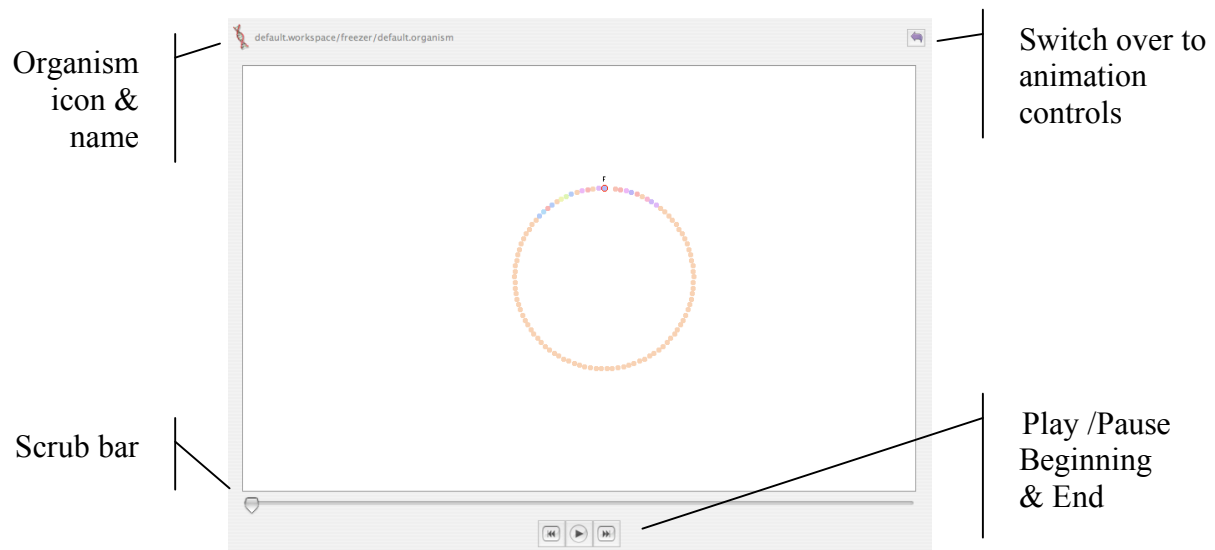 default.workspace/freezer/default.organism
Organism
icon &
name
Switch over to
animation
controls
F
Scrub bar
Play /Pause
Beginning
& End